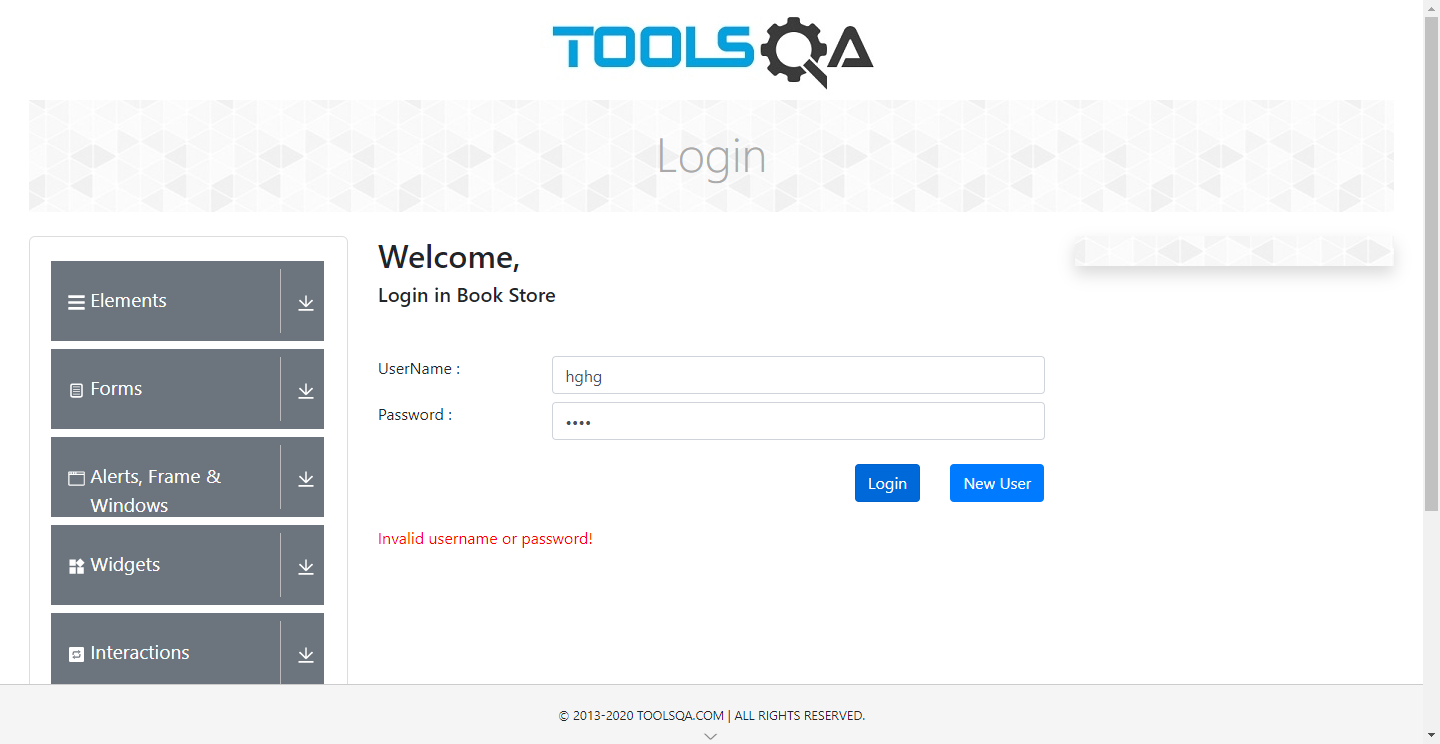 TOOLSQA
Login
Elements
Forms
Alerts, Frame &
Windows
Widgets
Interactions
Welcome,
Login in Book Store
UserName :
hghg
Password :
••••
Login
New User
Invalid username or password!
© 2013-2020 TOOLSQA.COM | ALL RIGHTS RESERVED.